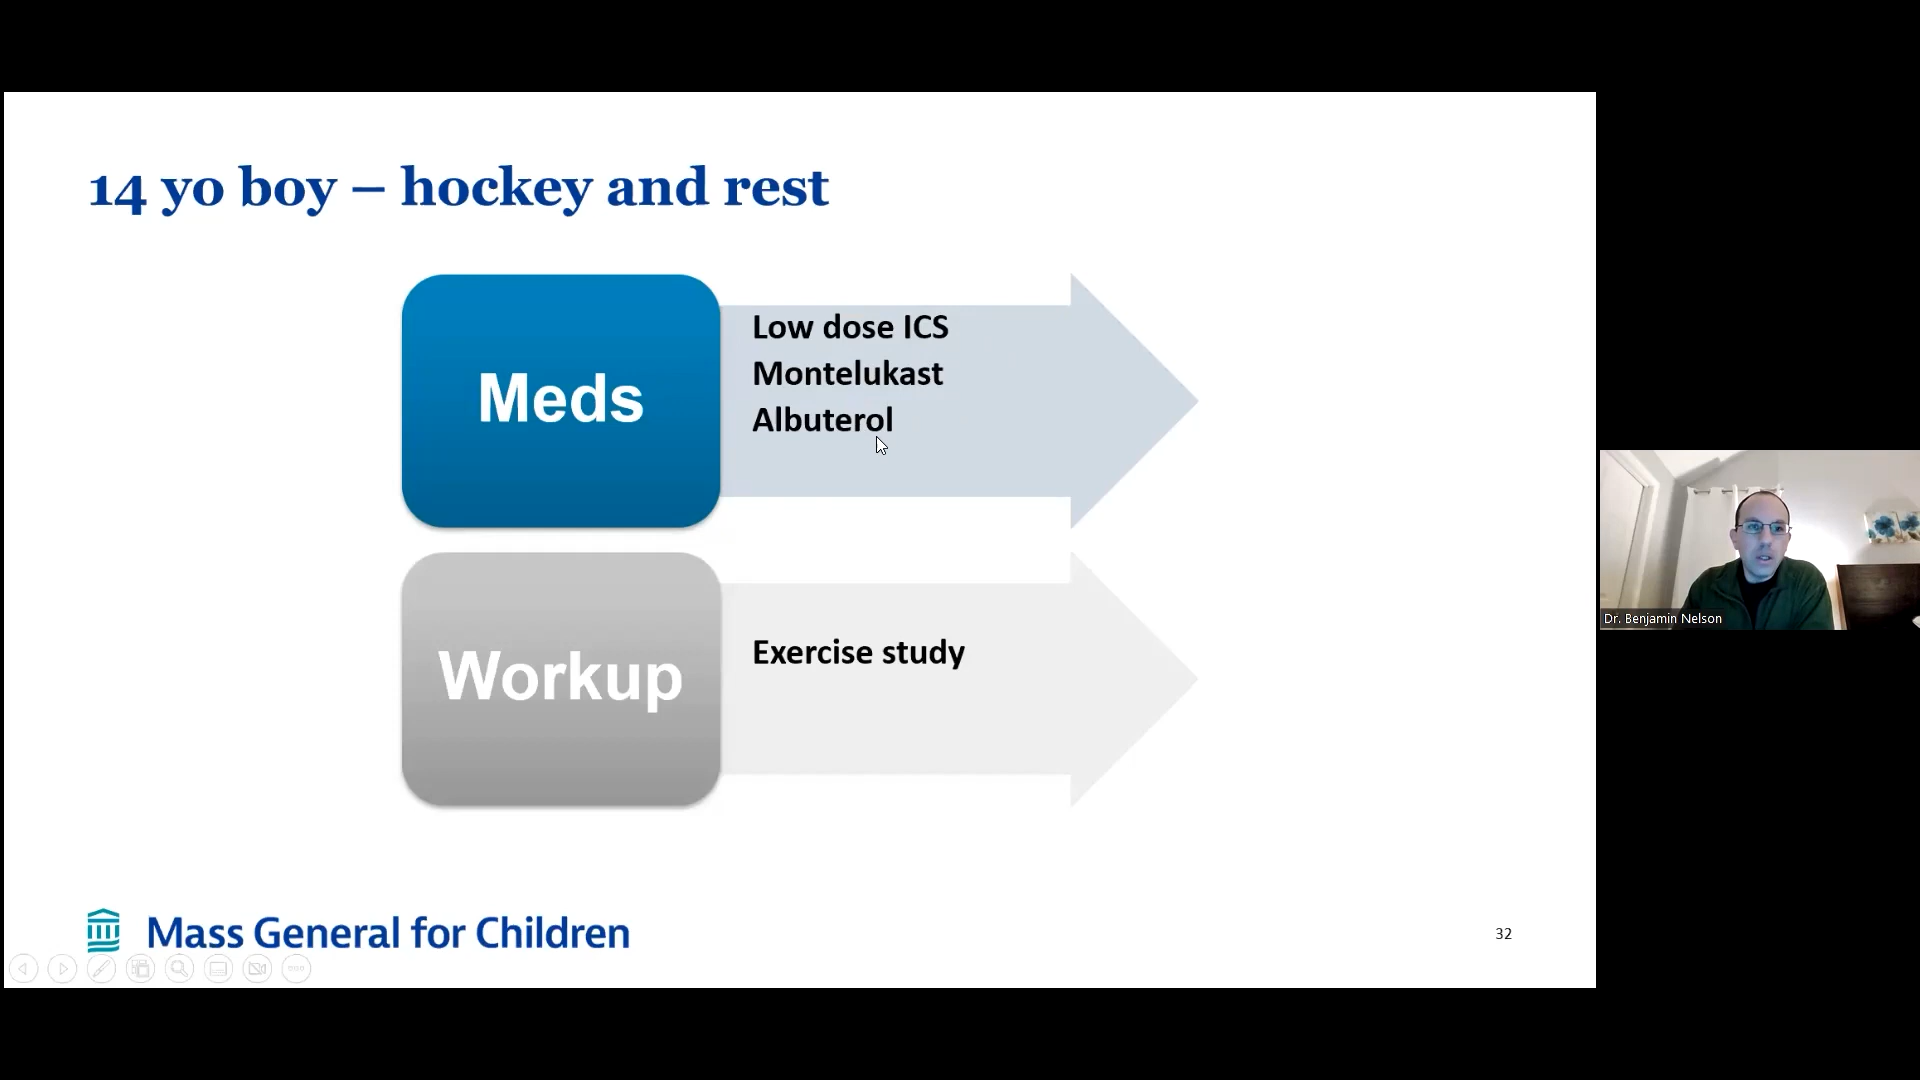 14 yo boy – hockey and rest
Meds
Low dose ICS
Montelukast
Albuterol
Workup
Exercise study
Mass General for Children
32
Dr. Benjamin Nelson